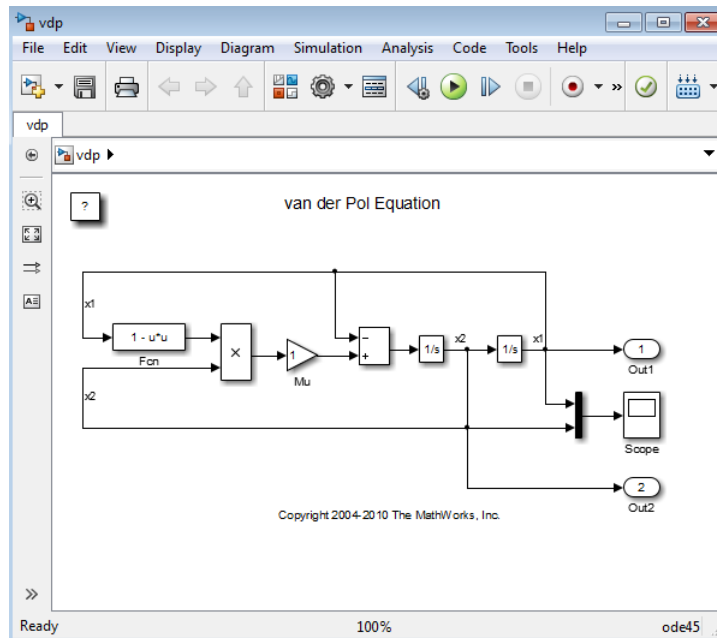 vdp
File Edit View Display Diagram Simulation Analysis Code Tools Help
»
vdp
vdp
?
van der Pol Equation
x1
1 - u*u
Fcn
×
1
Mu
−
+
1/s
x2
1/s
x1
1
Out1
x2
Scope
2
Out2
Copyright 2004-2010 The MathWorks, Inc.
»
Ready 100% ode45